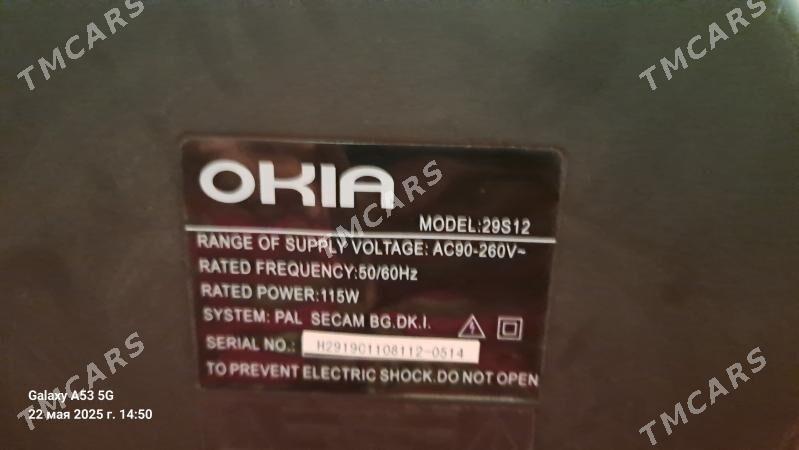 TMCARS
TMCARS
OKIA
MODEL:29S12
TMCARS
RANGE OF SUPPLY VOLTAGE: AC90-260V~
RATED FREQUENCY:50/60Hz
RATED POWER:115W
SYSTEM: PAL SECAM BG.DK.I.
SERIAL NO.: H2919C1108112-0514
TO PREVENT ELECTRIC SHOCK.DO NOT OPEN
TMCARS
TMCARS
Galaxy A53 5G
22 мая 2025 г. 14:50